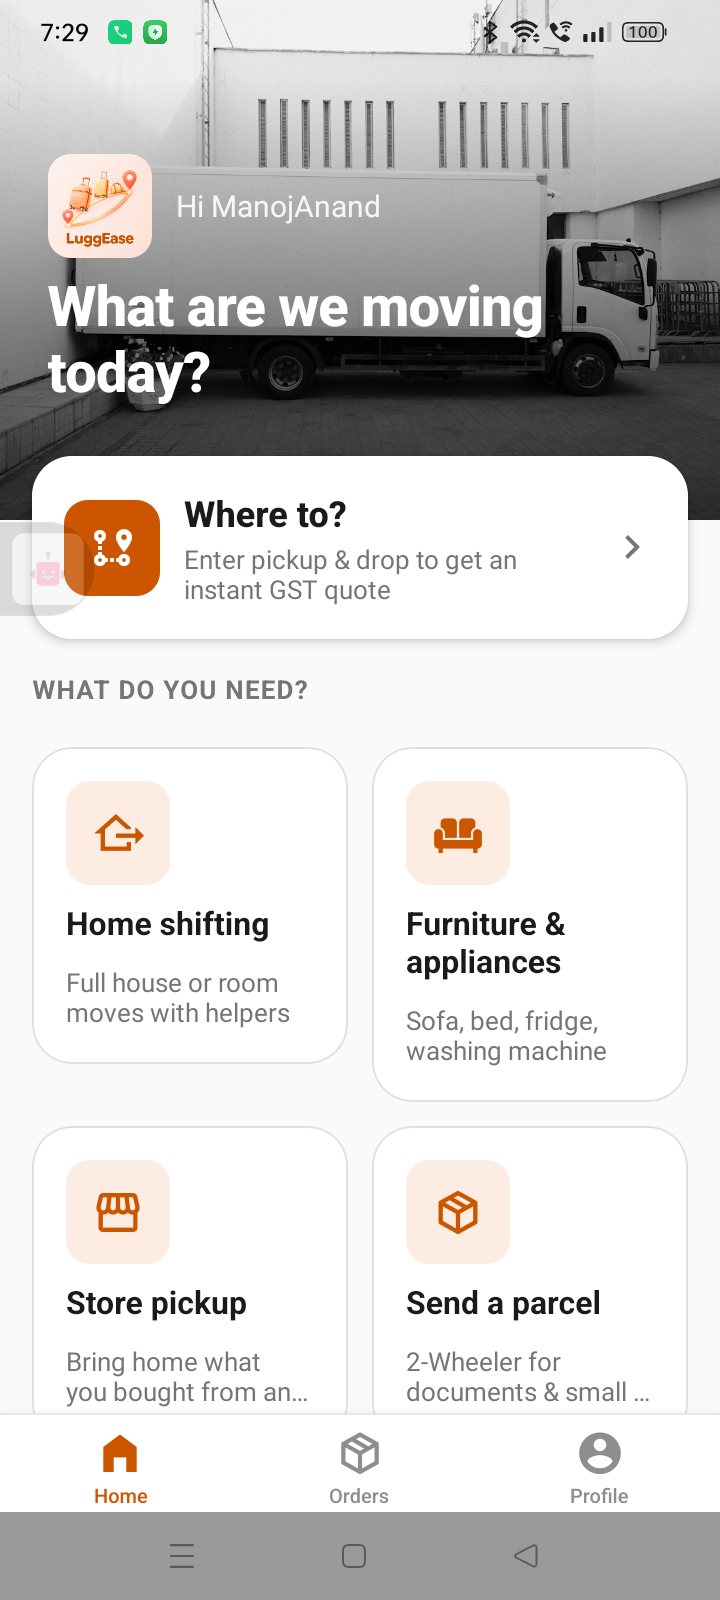 7:29
100
LuggEase
Hi ManojAnand
What are we moving
today?
Where to?
Enter pickup & drop to get an
instant GST quote
WHAT DO YOU NEED?
Home shifting
Full house or room
moves with helpers
Furniture &
appliances
Sofa, bed, fridge,
washing machine
Store pickup
Bring home what
you bought from an...
Send a parcel
2-Wheeler for
documents & small ...
Home
Orders
Profile